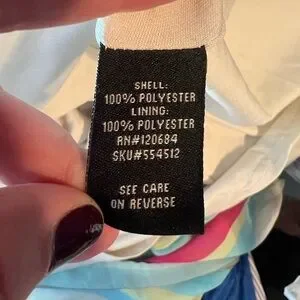 SHELL:
100% POLYESTER
LINING:
100% POLYESTER
RN#120684
SKU#554512
SEE CARE
ON REVERSE